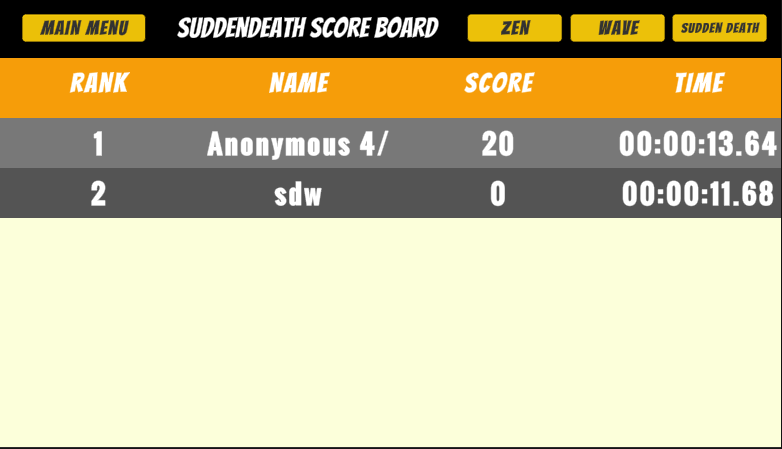 MAIN MENU SUDDENDEATH SCORE BOARD ZEN WAVE SUDDEN DEATH
RANK NAME SCORE TIME
1 Anonymous 4/ 20 00:00:13.64
2 sdw 0 00:00:11.68